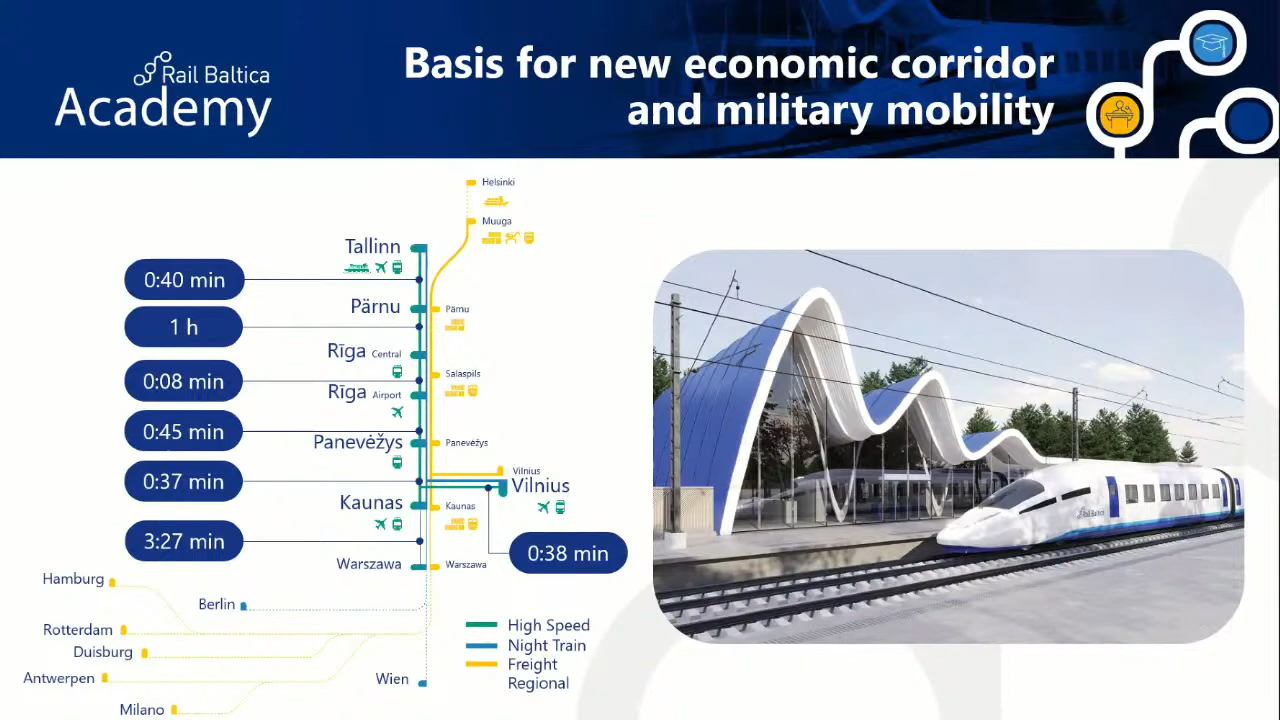 Rail Baltica
Academy
Basis for new economic corridor
and military mobility
Helsinki
Muuga
Tallinn
0:40 min
Pärnu
Pärnu
1 h
Rīga Central
Salaspils
0:08 min
Rīga Airport
0:45 min
Panevėžys
Panevėžys
Vilnius
0:37 min
Vilnius
Kaunas
Kaunas
3:27 min
0:38 min
Warszawa
Warszawa
Hamburg
Berlin
Rotterdam
Duisburg
Antwerpen
Wien
Milano
High Speed
Night Train
Freight
Regional
Rail Baltica